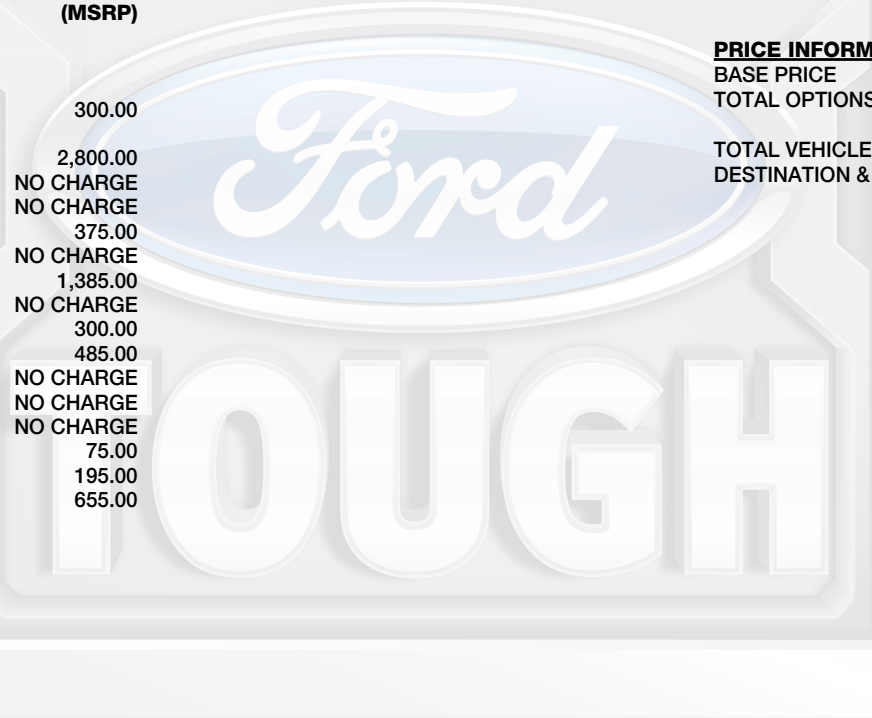 (MSRP)
300.00
2,800.00
NO CHARGE
NO CHARGE
375.00
NO CHARGE
1,385.00
NO CHARGE
300.00
485.00
NO CHARGE
NO CHARGE
NO CHARGE
75.00
195.00
655.00
PRICE INFORM
BASE PRICE
TOTAL OPTIONS
TOTAL VEHICLE
DESTINATION &
Ford
TOUGH